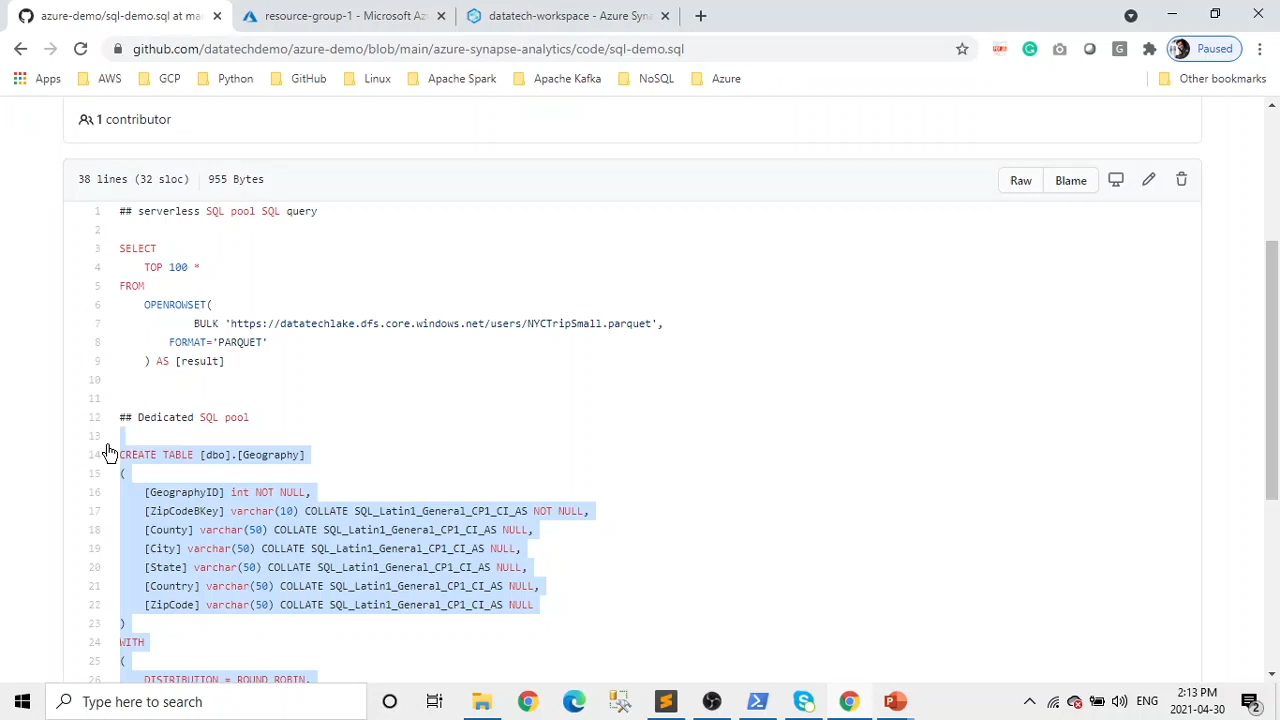 azure-demo/sql-demo.sql at ma
resource-group-1 - Microsoft Az
datatech-workspace - Azure Syna
github.com/datatechdemo/azure-demo/blob/main/azure-synapse-analytics/code/sql-demo.sql
Paused
Apps
AWS
GCP
Python
GitHub
Linux
Apache Spark
Apache Kafka
NoSQL
Azure
Other bookmarks
1 contributor
38 lines (32 sloc)
955 Bytes
Raw
Blame
1 ## serverless SQL pool SQL query
2
3 SELECT
4 TOP 100 *
5 FROM
6 OPENROWSET(
7 BULK 'https://datatechlake.dfs.core.windows.net/users/NYCTripSmall.parquet',
8 FORMAT='PARQUET'
9 ) AS [result]
10
11
12 ## Dedicated SQL pool
13
14 CREATE TABLE [dbo].[Geography]
15 (
16 [GeographyID] int NOT NULL,
17 [ZipCodeBKey] varchar(10) COLLATE SQL_Latin1_General_CP1_CI_AS NOT NULL,
18 [County] varchar(50) COLLATE SQL_Latin1_General_CP1_CI_AS NULL,
19 [City] varchar(50) COLLATE SQL_Latin1_General_CP1_CI_AS NULL,
20 [State] varchar(50) COLLATE SQL_Latin1_General_CP1_CI_AS NULL,
21 [Country] varchar(50) COLLATE SQL_Latin1_General_CP1_CI_AS NULL,
22 [ZipCode] varchar(50) COLLATE SQL_Latin1_General_CP1_CI_AS NULL
23 )
24 WITH
25 (
26 DISTRIBUTION = ROUND_ROBIN,
Type here to search
ENG
2:13 PM
2021-04-30
2